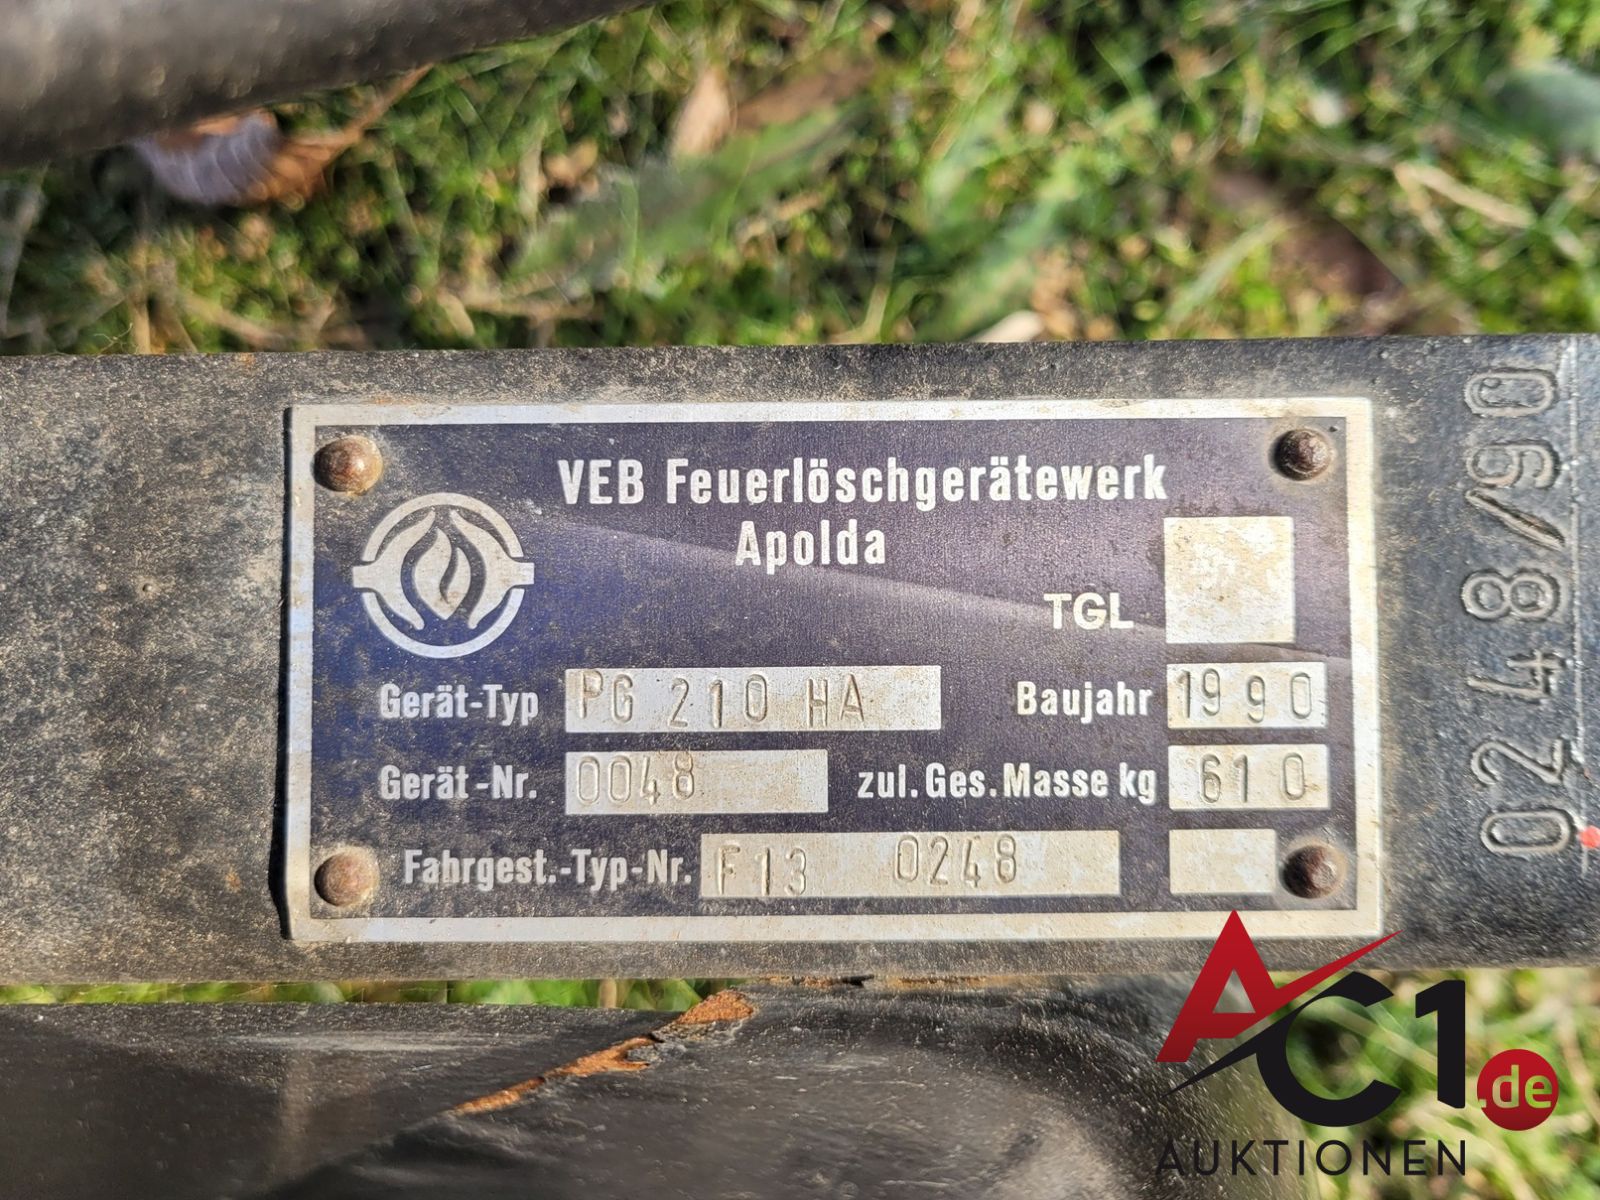 VEB Feuerlöschgerätewerk
Apolda
TGL
Gerät-Typ PG 210 HA Baujahr 1990
Gerät-Nr. 0048 zul. Ges. Masse kg 610
Fahrgest.-Typ-Nr. F13 0248
0248/90
AC1.de
AUKTIONEN